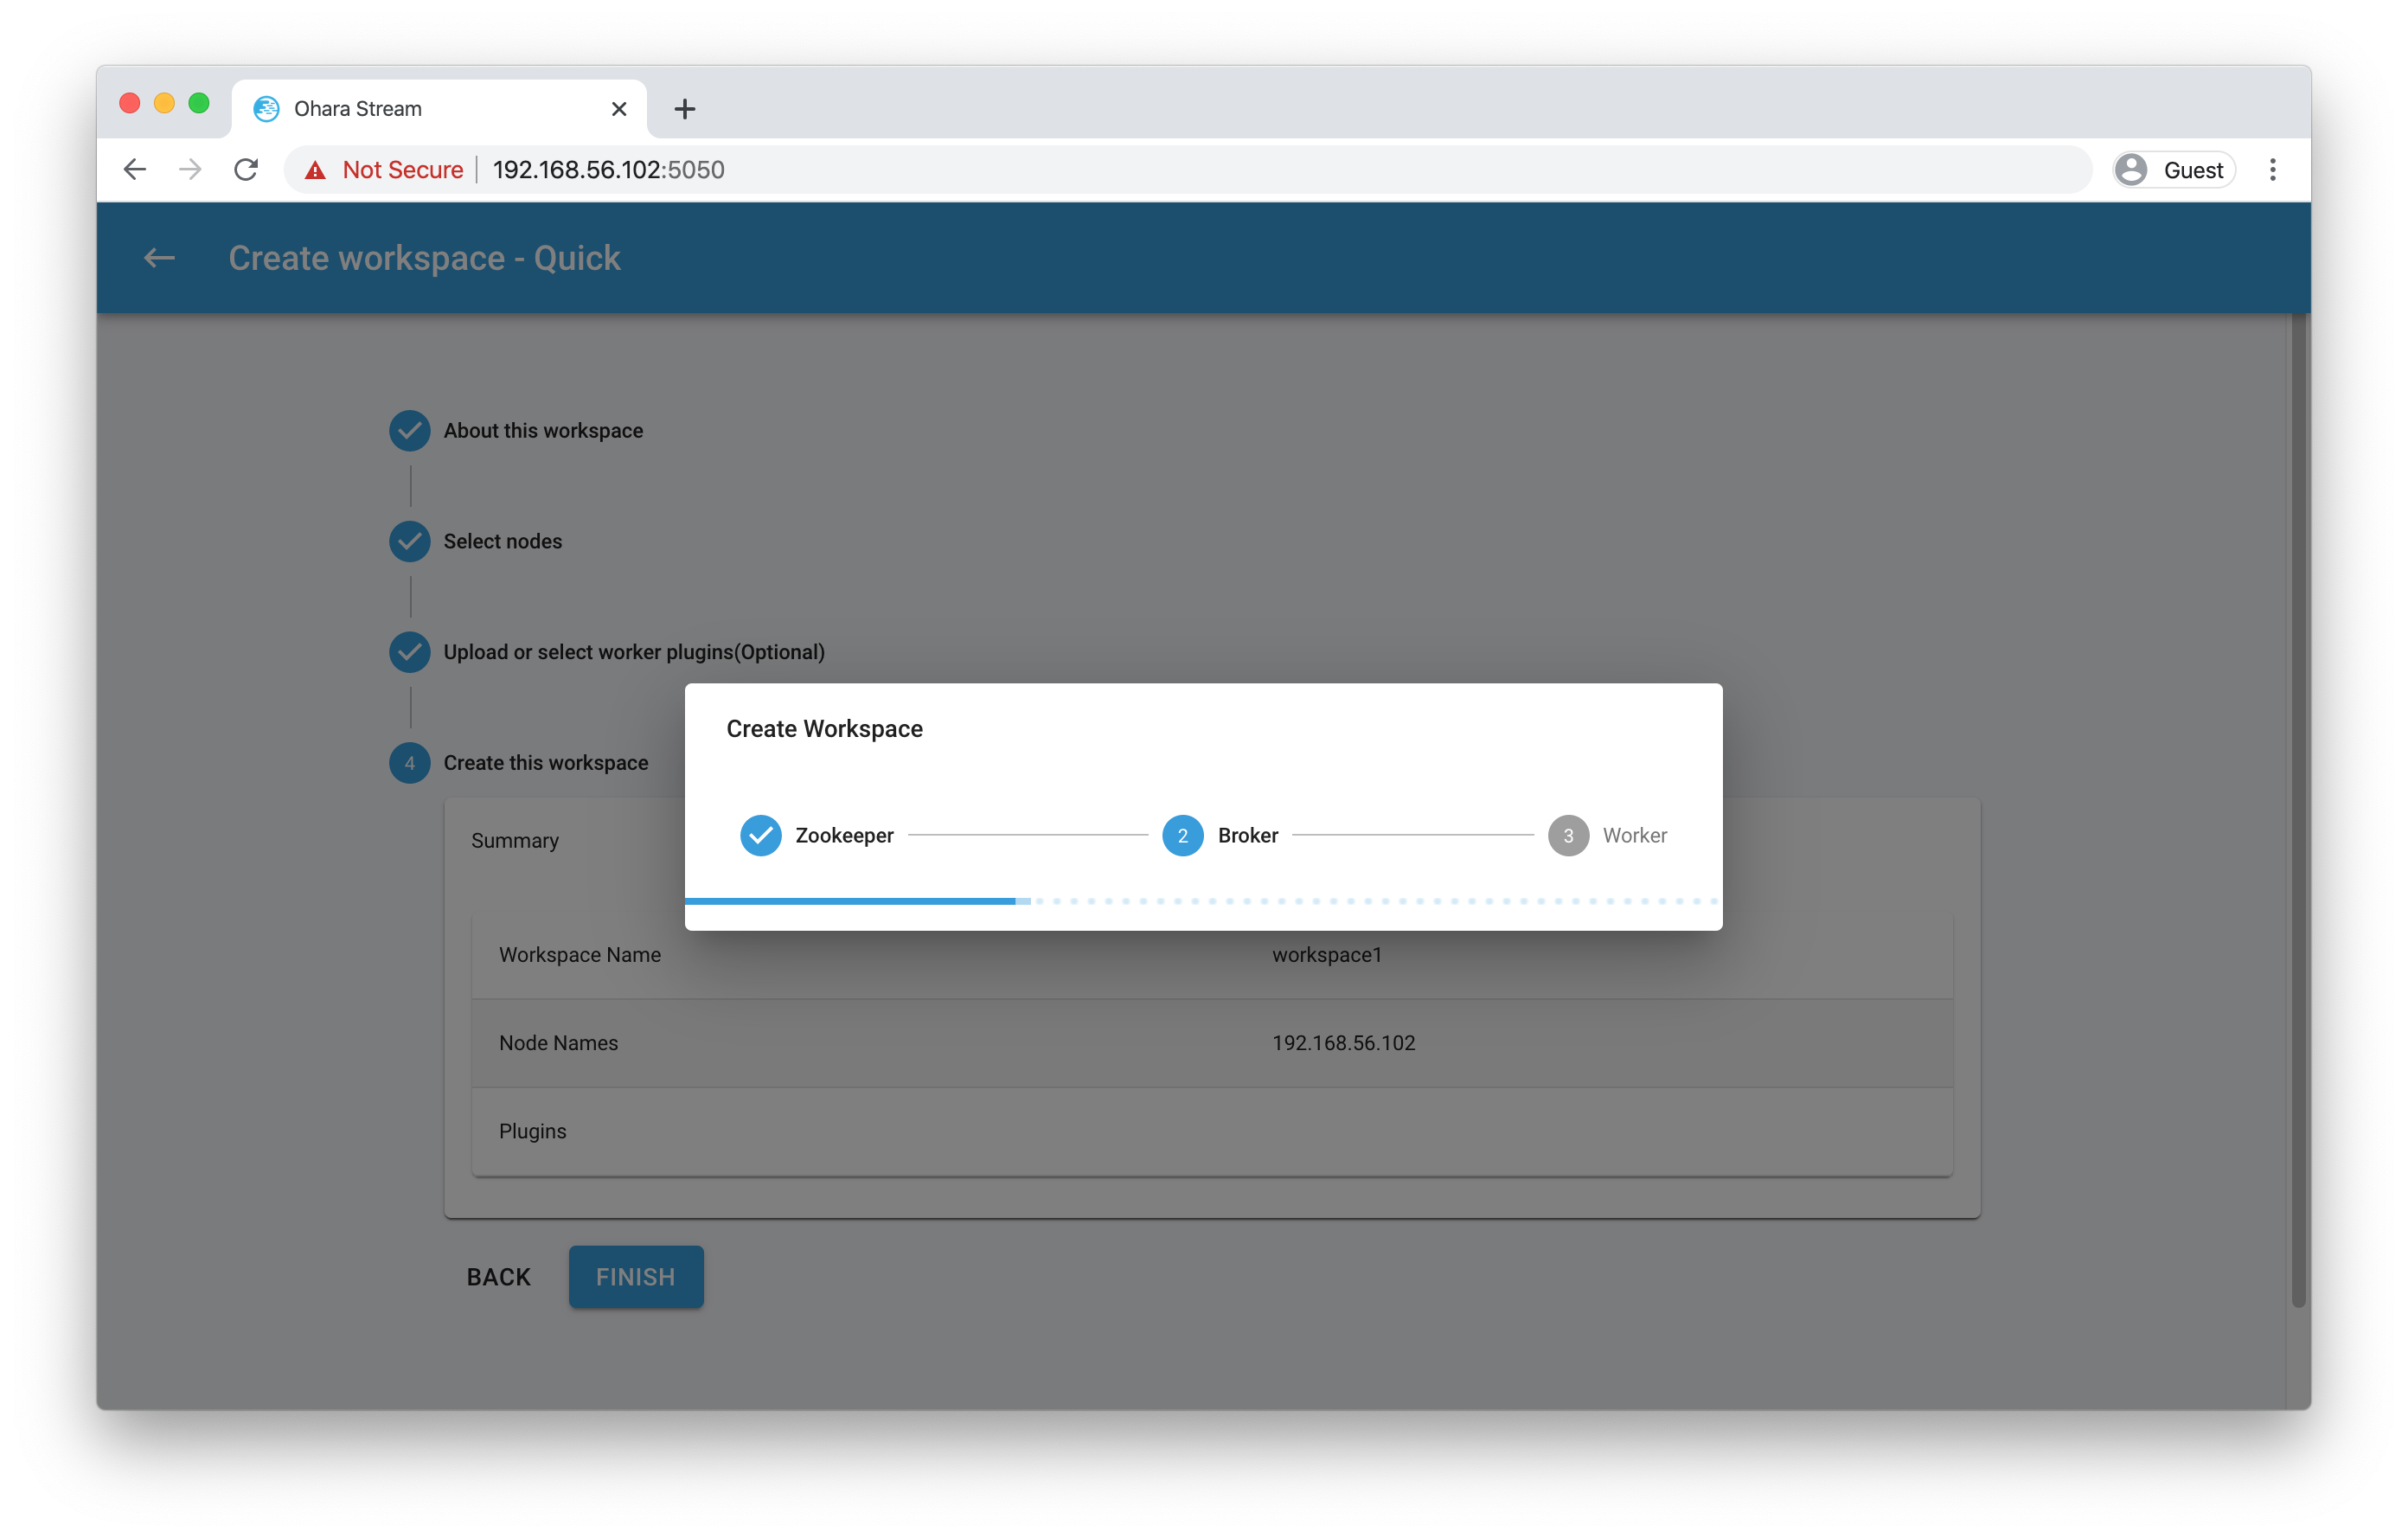 Ohara Stream
Not Secure 192.168.56.102:5050
Guest
Create workspace - Quick
About this workspace
Select nodes
Upload or select worker plugins(Optional)
4 Create this workspace
Create Workspace
Zookeeper 2 Broker 3 Worker
Summary
Workspace Name workspace1
Node Names 192.168.56.102
Plugins
BACK FINISH